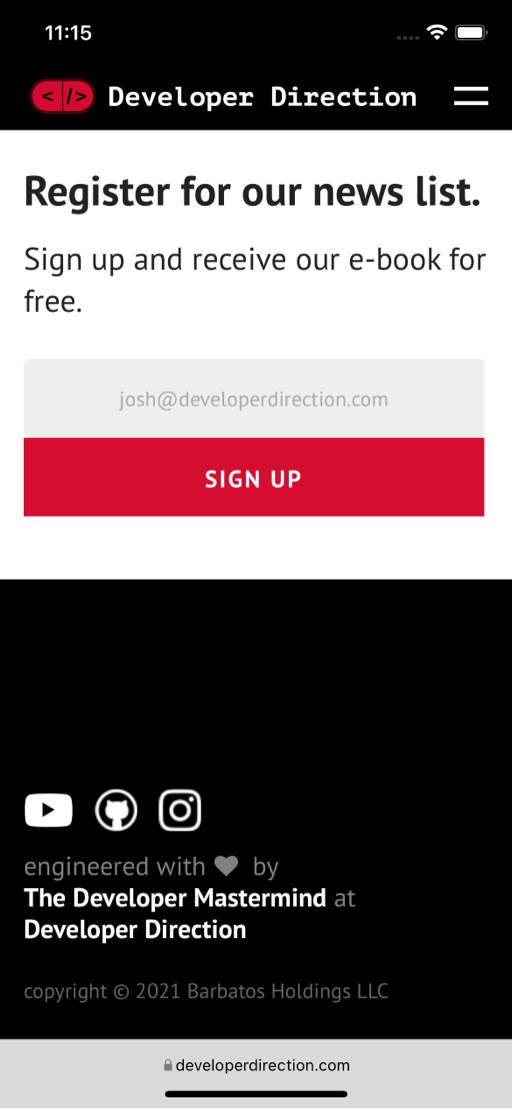 11:15
< /> Developer Direction
Register for our news list.
Sign up and receive our e-book for
free.
josh@developerdirection.com
SIGN UP
engineered with by
The Developer Mastermind at
Developer Direction
copyright © 2021 Barbatos Holdings LLC
developerdirection.com